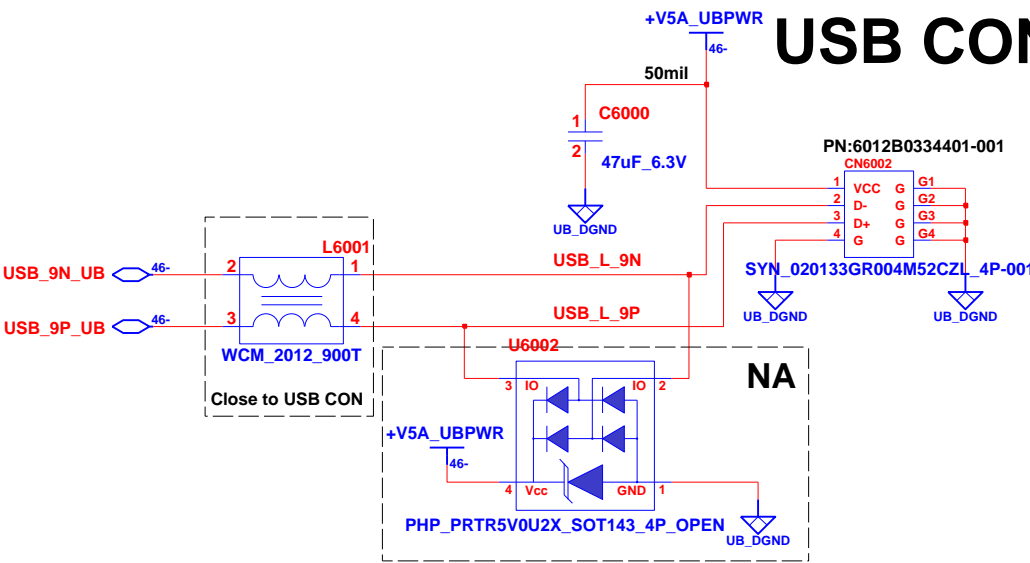 +V5A_UBPWR
USB CON
46-
50mil
1
C6000
2
47uF_6.3V
UB_DGND
PN:6012B0334401-001
CN6002
1 VCC G G1
2 D- G G2
3 D+ G G3
4 G G G4
SYN_020133GR004M52CZL_4P-001
UB_DGND
UB_DGND
L6001
USB_9N_UB 46- 2 1 USB_L_9N
USB_9P_UB 46- 3 4 USB_L_9P
WCM_2012_900T
Close to USB CON
U6002
NA
3 IO IO 2
+V5A_UBPWR
46-
4 Vcc GND 1
PHP_PRTR5V0U2X_SOT143_4P_OPEN
UB_DGND